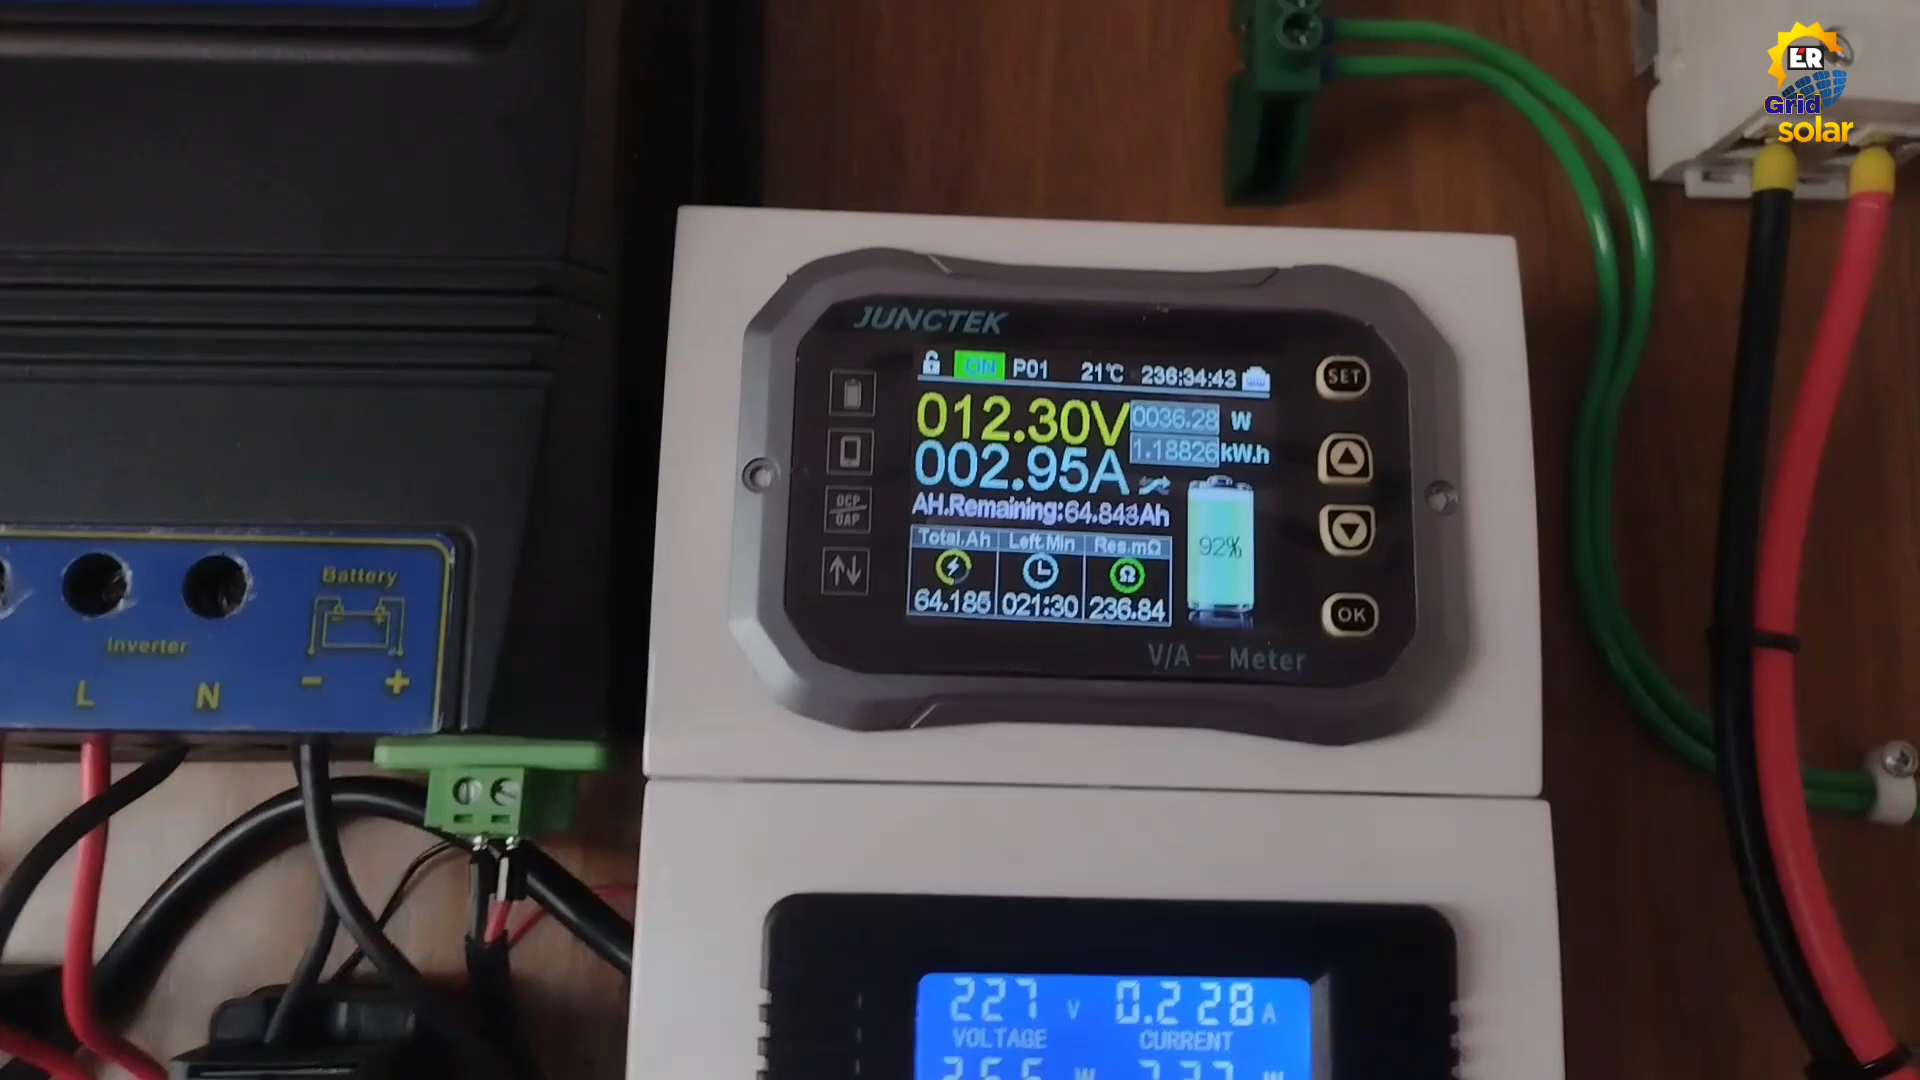 ER
Grid
solar
JUNCTEK
ON P01 21℃ 236:34:43
SET
012.30V 0036.28 W
1.18826kW.h
002.95A
AH.Remaining:64.843Ah
OCP
OAP
Total.Ah Left.Min Res.mΩ
92%
Ω
64.185 021:30 236.84
OK
V/A — Meter
Battery
Inverter
L N - +
227 V 0.228 A
VOLTAGE CURRENT